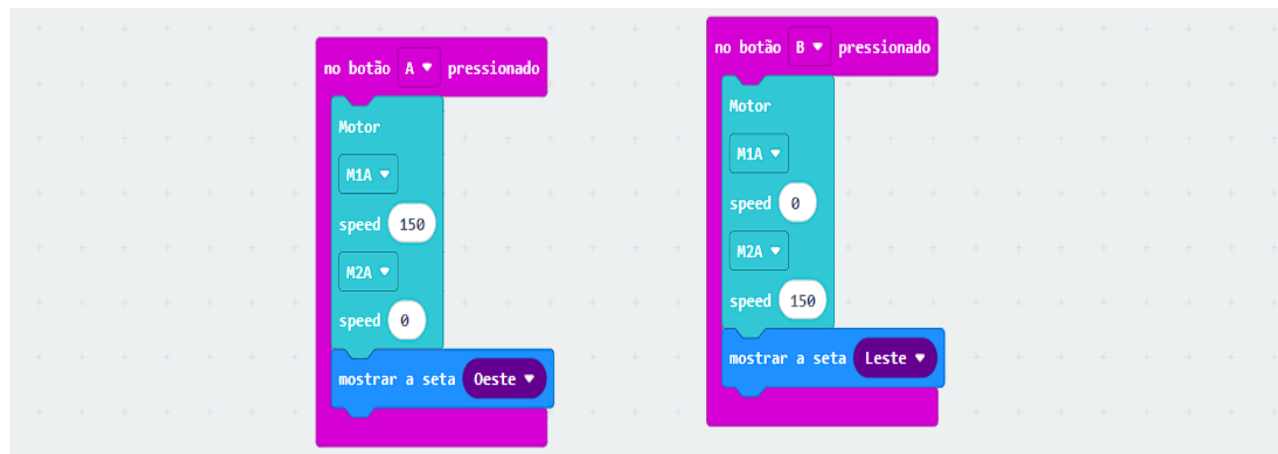 no botão A pressionado
Motor
M1A
speed 150
M2A
speed 0
mostrar a seta Oeste
no botão B pressionado
Motor
M1A
speed 0
M2A
speed 150
mostrar a seta Leste